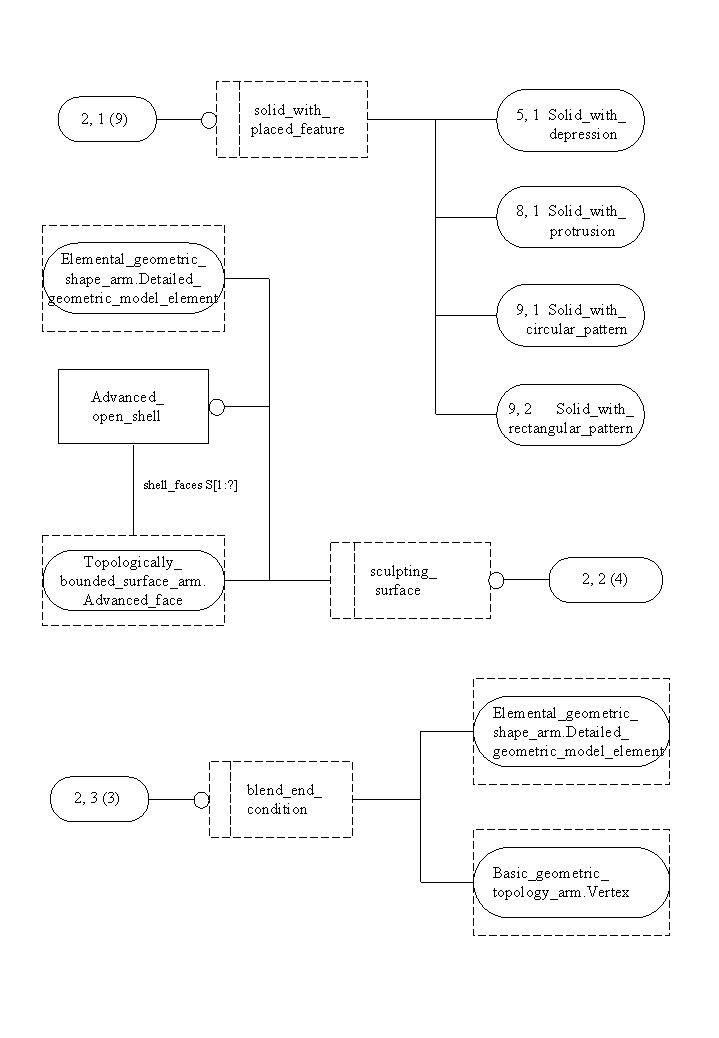 2, 1 (9)
solid_with_
placed_feature
5, 1 Solid_with_
depression
8, 1 Solid_with_
protrusion
9, 1 Solid_with_
circular_pattern
9, 2 Solid_with_
rectangular_pattern
Elemental_geometric_
shape_arm.Detailed_
geometric_model_element
Advanced_
open_shell
shell_faces S[1:?]
Topologically_
bounded_surface_arm.
Advanced_face
sculpting_
surface
2, 2 (4)
2, 3 (3)
blend_end_
condition
Elemental_geometric_
shape_arm.Detailed_
geometric_model_element
Basic_geometric_
topology_arm.Vertex